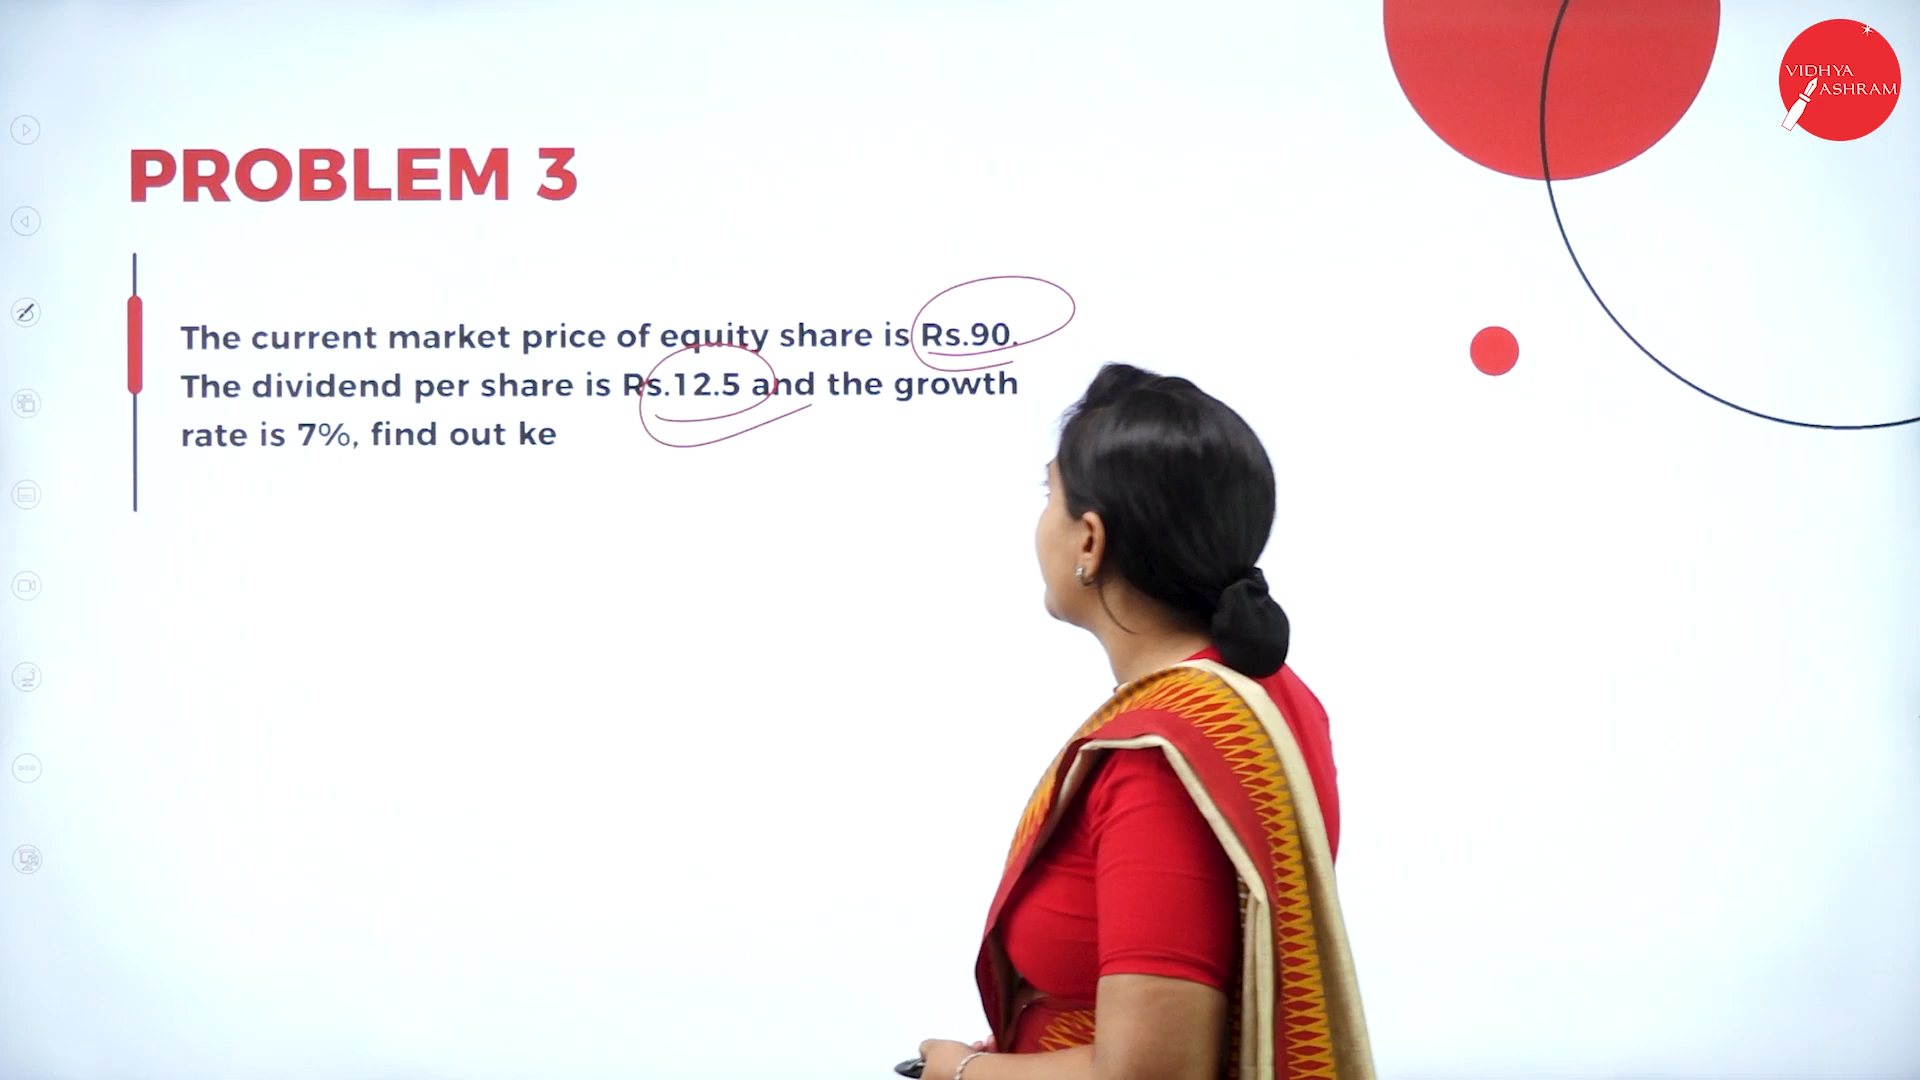 VIDHYA
ASHRAM
PROBLEM 3
The current market price of equity share is Rs.90.
The dividend per share is Rs.12.5 and the growth
rate is 7%, find out ke